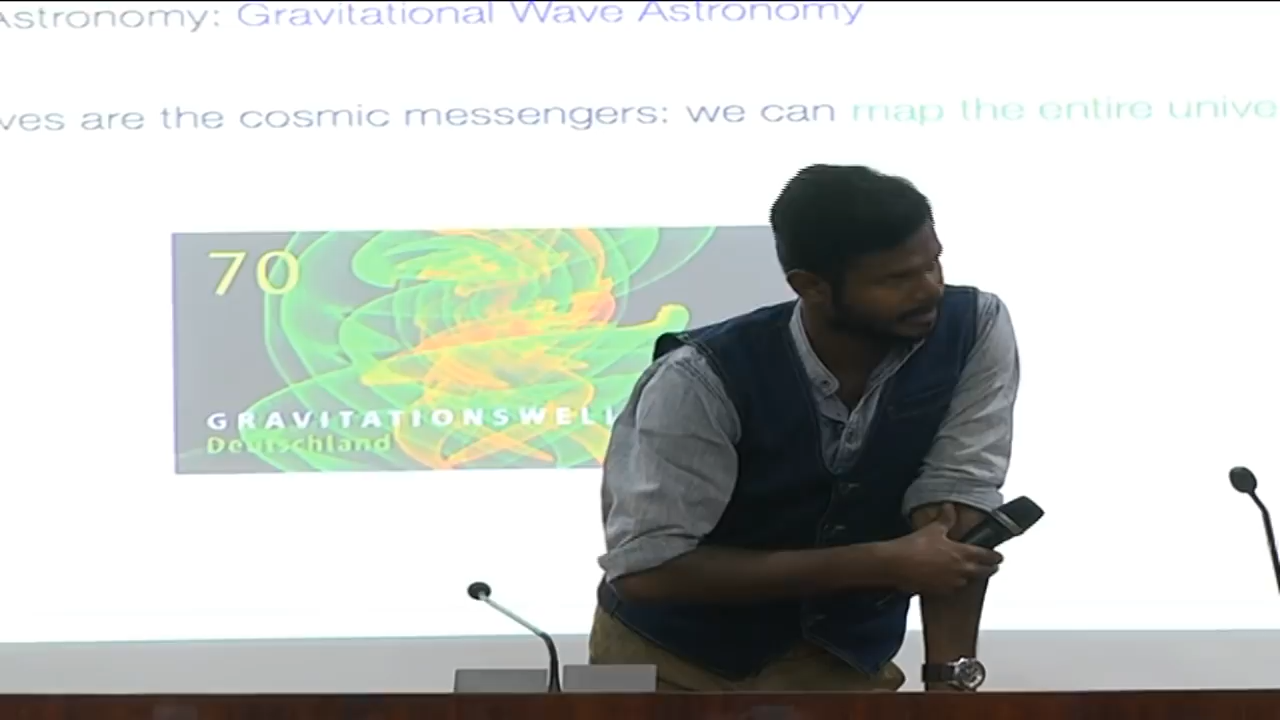 Astronomy: Gravitational Wave Astronomy
ves are the cosmic messengers: we can map the entire unive
70
GRAVITATIONSWELL
Deutschland